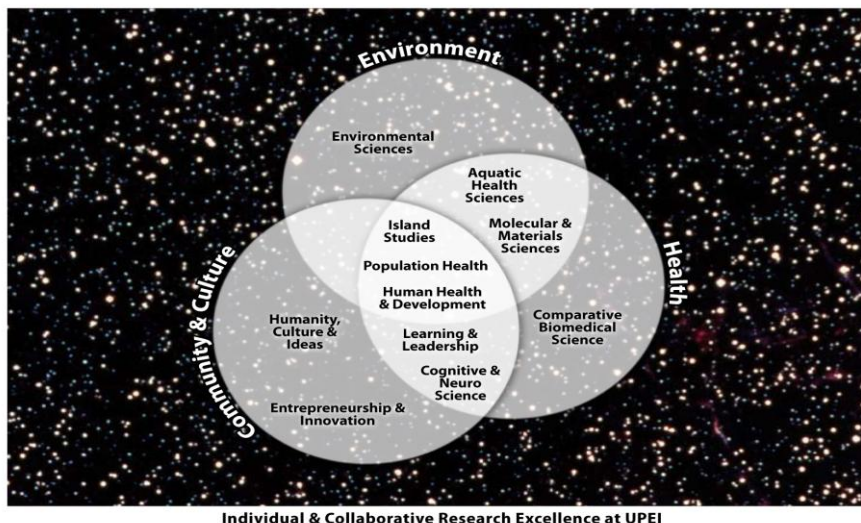 Environment
Environmental
Sciences
Aquatic
Health
Sciences
Island
Studies
Molecular &
Materials
Sciences
Health
Population Health
Human Health
& Development
Community & Culture
Humanity,
Culture &
Ideas
Learning &
Leadership
Comparative
Biomedical
Science
Cognitive &
Neuro
Science
Entrepreneurship &
Innovation
Individual & Collaborative Research Excellence at UPEI